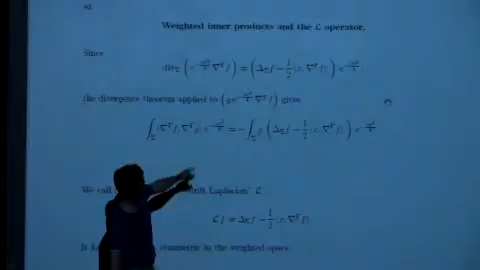 Weighted inner products and the ℒ operator.
Since
div_Σ ( e^{-|x|²/4} ∇^T f ) = ( Δ_Σ f − 1/2 ⟨x, ∇^T f⟩ ) e^{-|x|²/4} .
the divergence theorem applied to ( g e^{-|x|²/4} ∇^T f ) gives
∫_Σ ⟨∇^T f, ∇^T g⟩ e^{-|x|²/4} = − ∫_Σ g ( Δ_Σ f − 1/2 ⟨x, ∇^T f⟩ ) e^{-|x|²/4}
We call Laplacian" ℒ
ℒ f = Δ_Σ f − 1/2 ⟨x, ∇^T f⟩.
It symmetric in the weighted space.